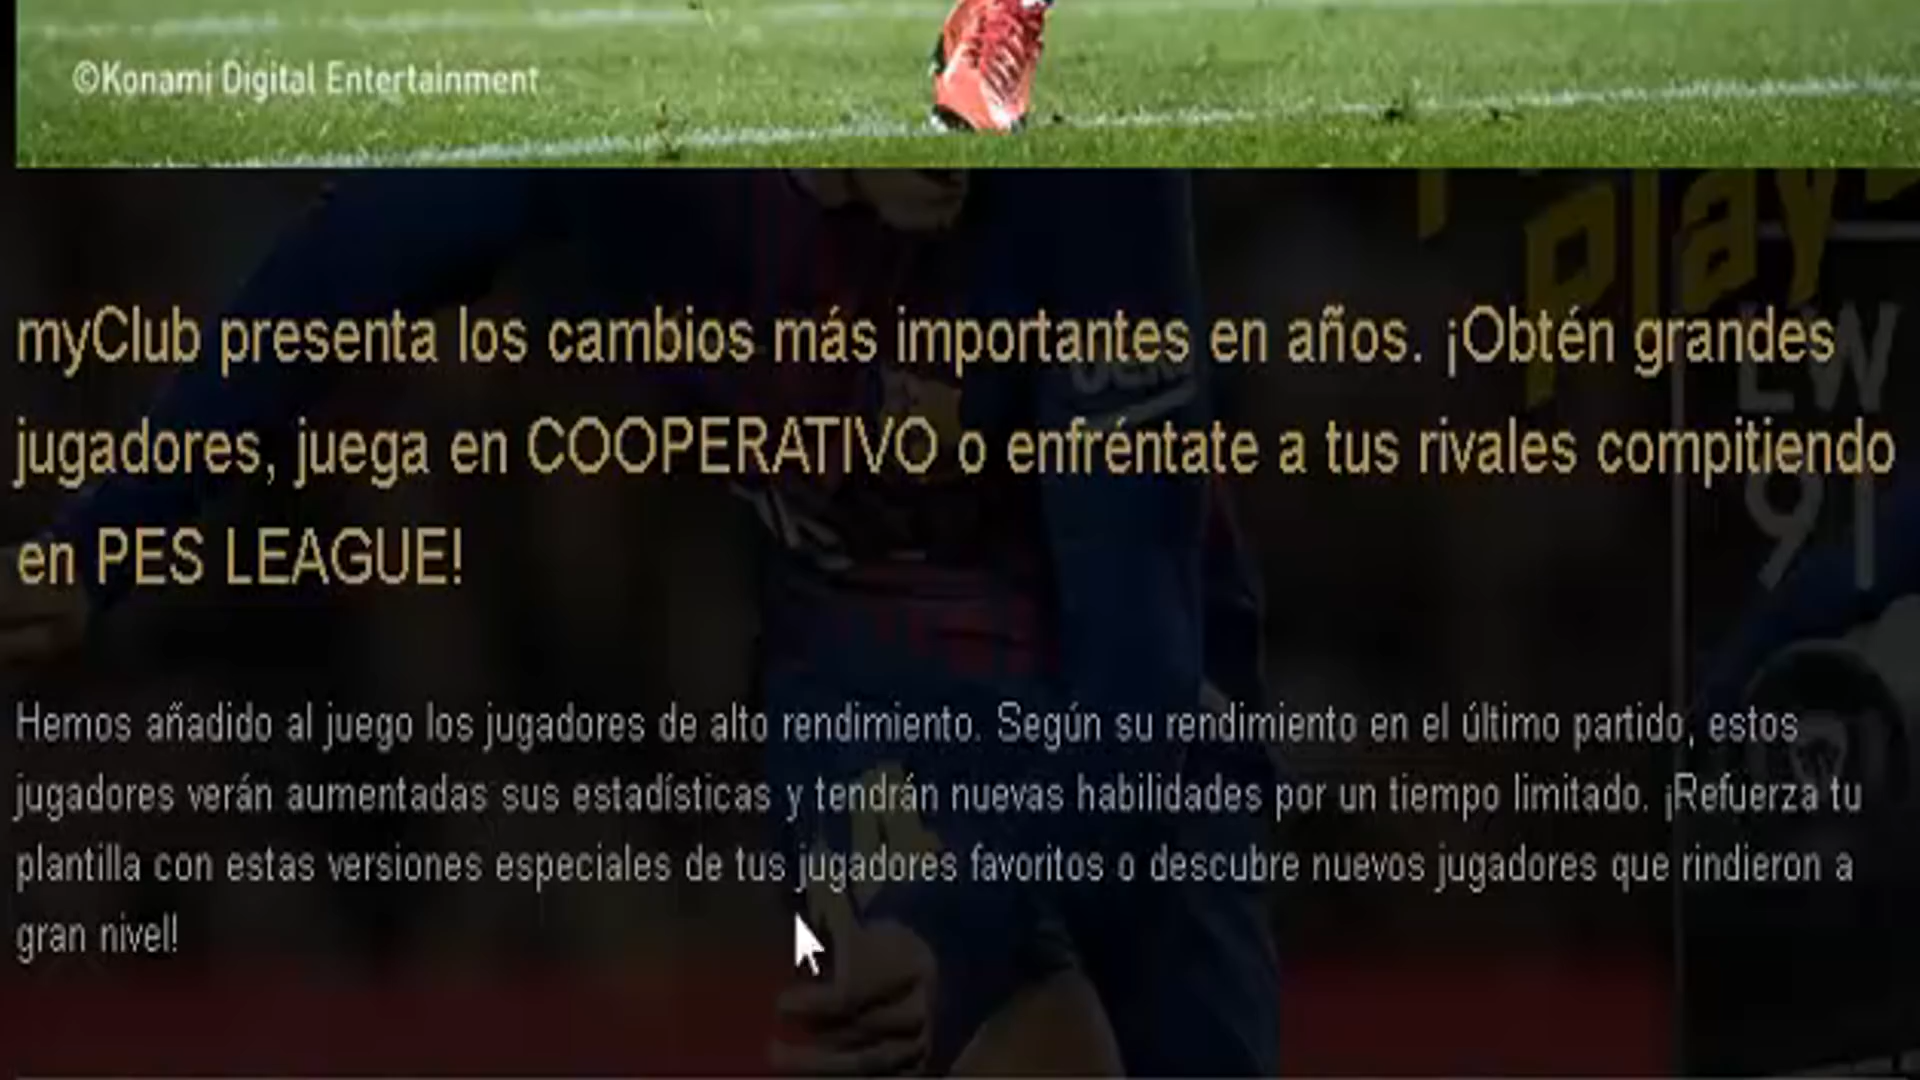 ©Konami Digital Entertainment
Play
LW
91
myClub presenta los cambios más importantes en años. ¡Obtén grandes
jugadores, juega en COOPERATIVO o enfréntate a tus rivales compitiendo
en PES LEAGUE!
Hemos añadido al juego los jugadores de alto rendimiento. Según su rendimiento en el último partido, estos
jugadores verán aumentadas sus estadísticas y tendrán nuevas habilidades por un tiempo limitado. ¡Refuerza tu
plantilla con estas versiones especiales de tus jugadores favoritos o descubre nuevos jugadores que rindieron a
gran nivel!